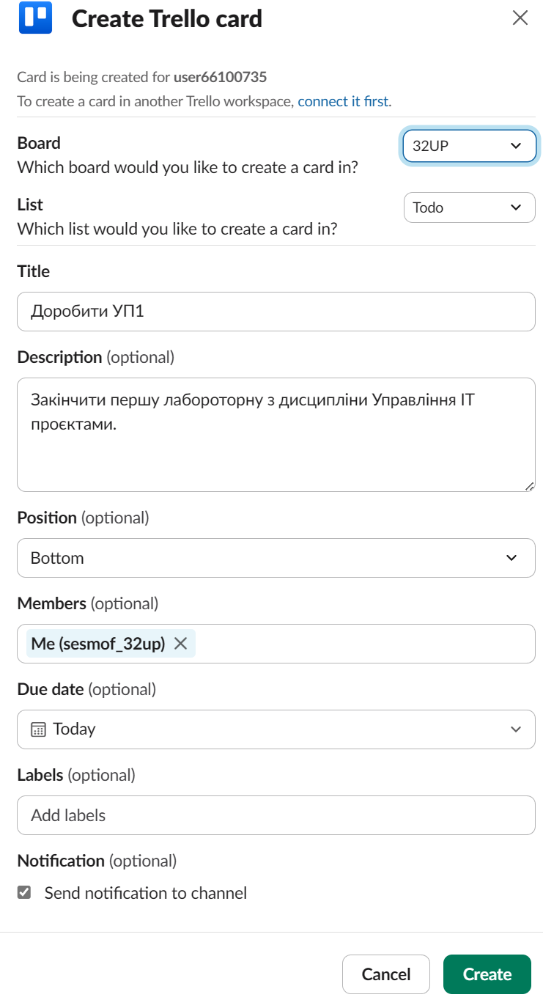 Create Trello card
Card is being created for user66100735
To create a card in another Trello workspace, connect it first.
Board
Which board would you like to create a card in?
32UP
List
Which list would you like to create a card in?
Todo
Title
Доробити УП1
Description (optional)
Закінчити першу лабороторну з дисципліни Управління ІТ
проєктами.
Position (optional)
Bottom
Members (optional)
Me (sesmof_32up)
Due date (optional)
Today
Labels (optional)
Add labels
Notification (optional)
Send notification to channel
Cancel
Create